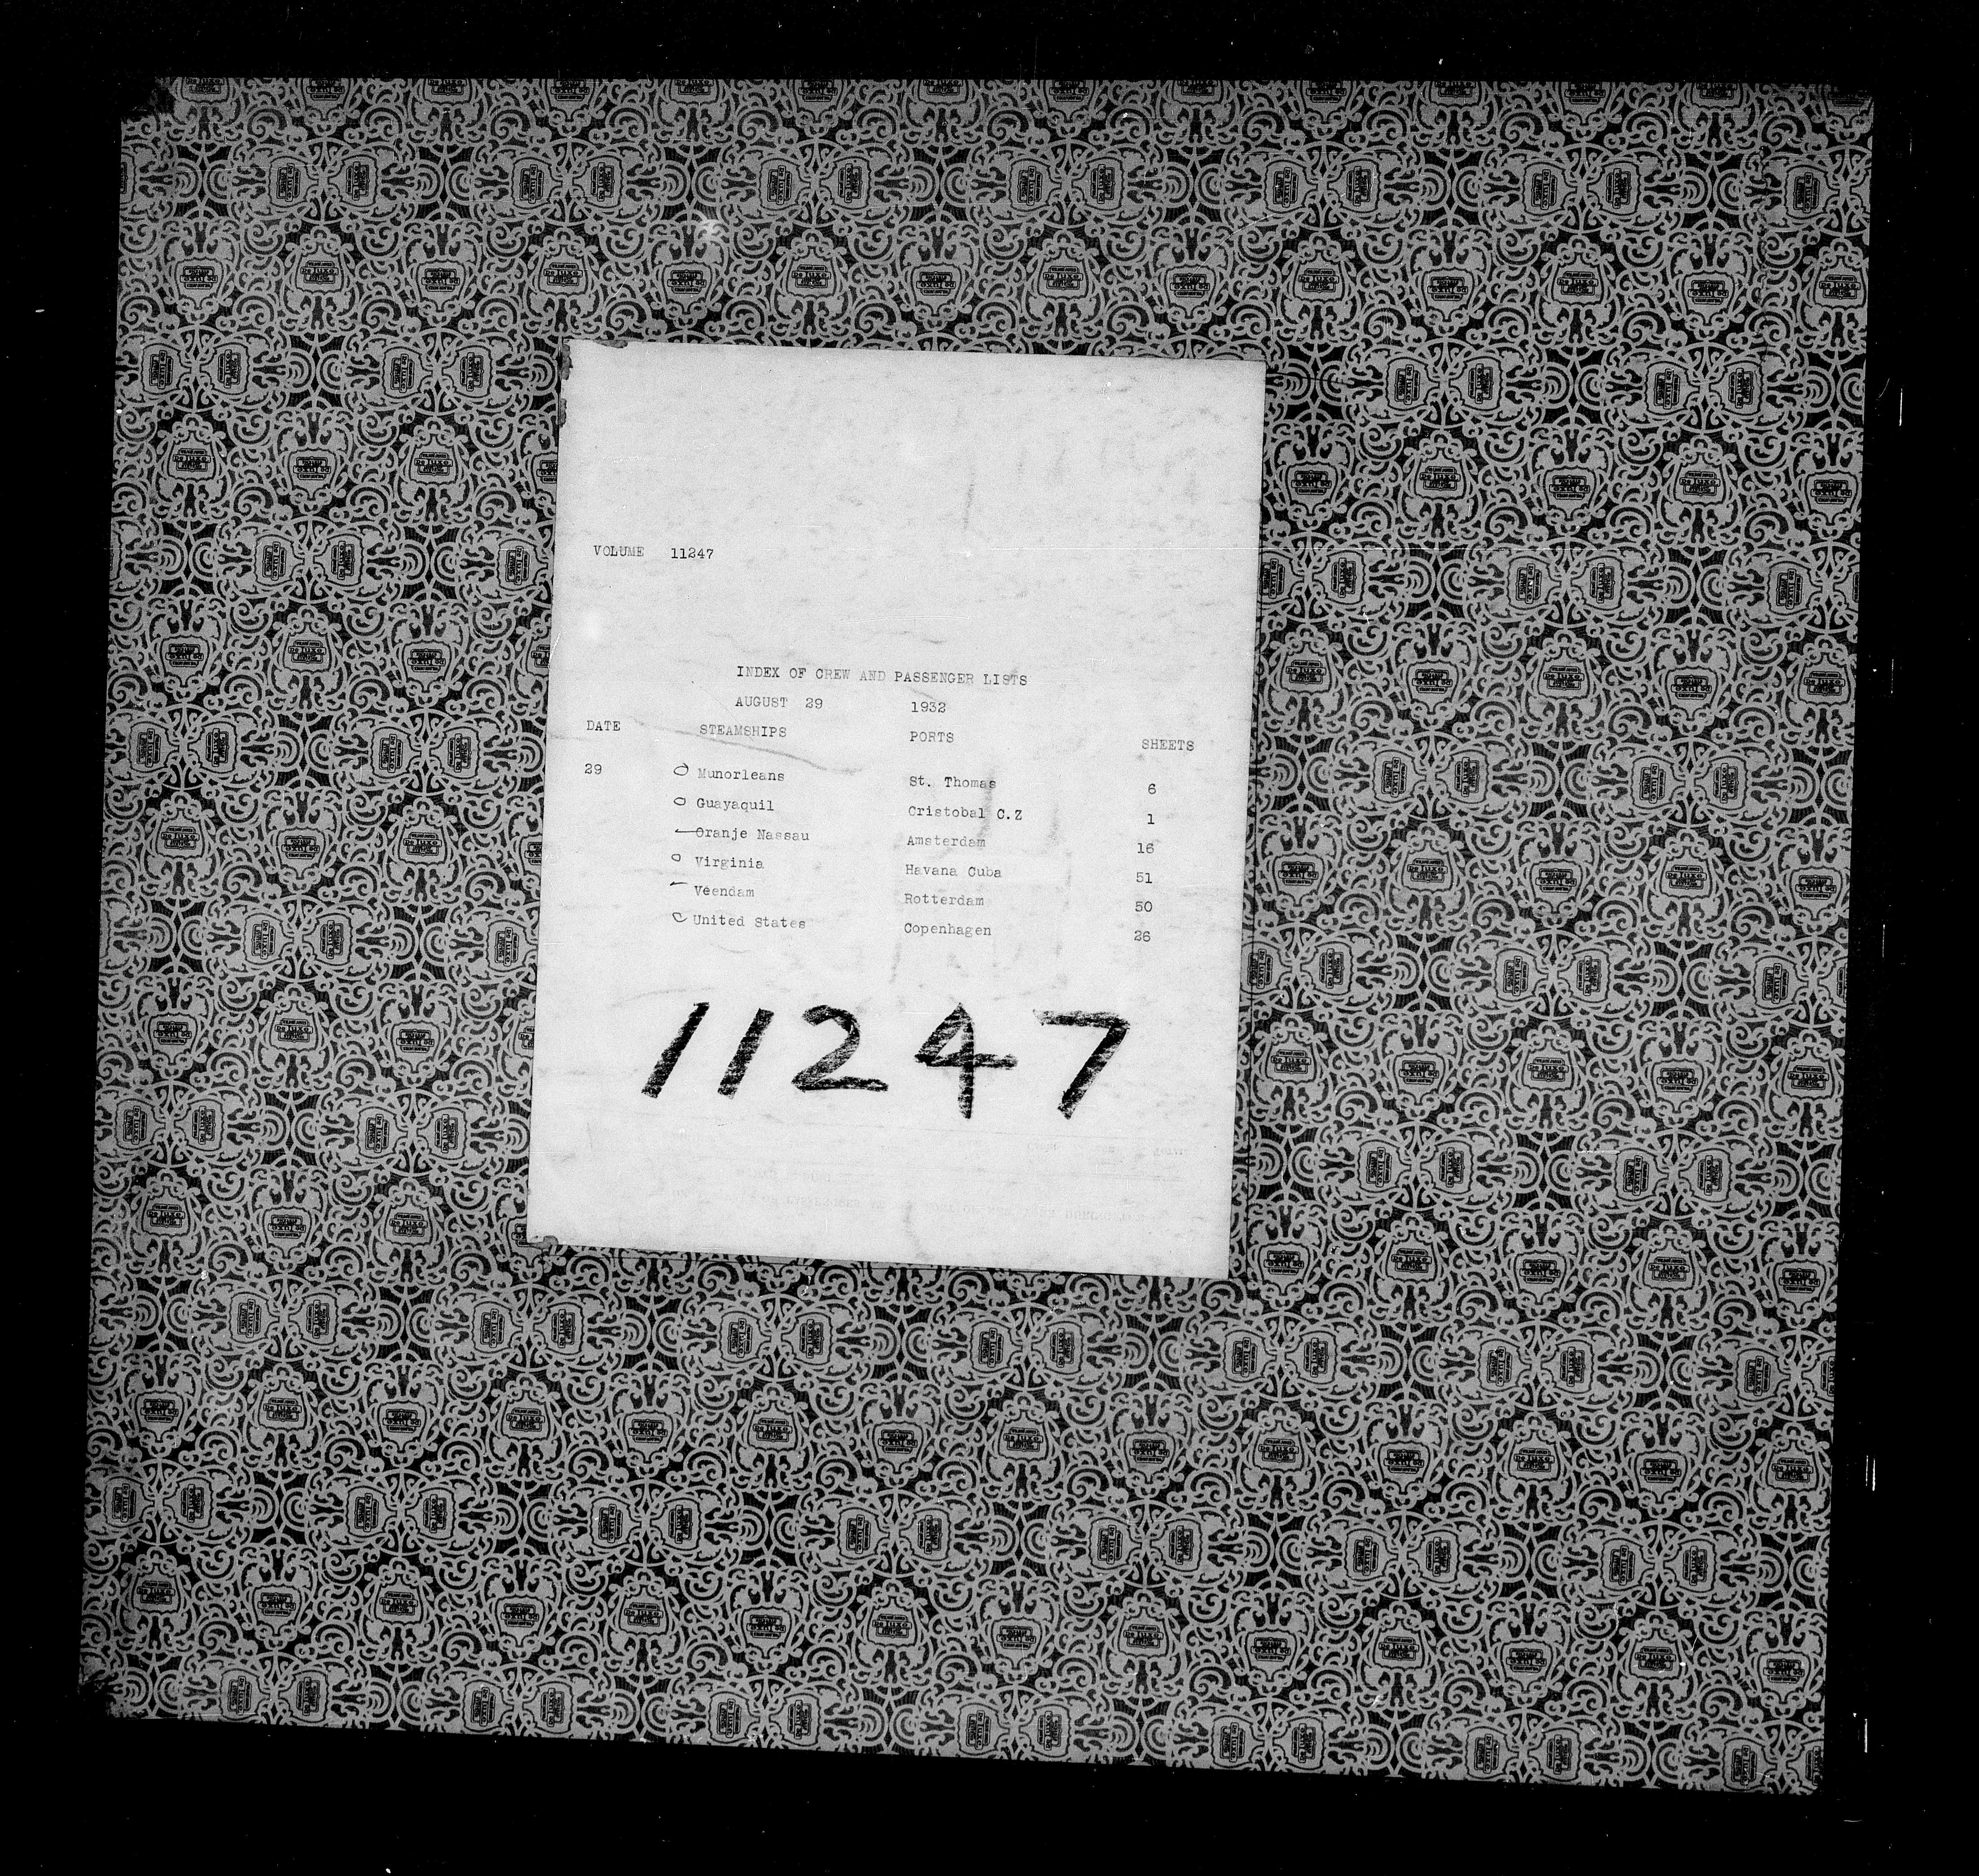 VOLUME 11247
INDEX OF CREW AND PASSENGER LISTS
AUGUST 29 1932
DATE STEAMSHIPS PORTS SHEETS
29 Munorleans St. Thomas 6
Guayaquil Cristobal C.Z 1
Oranje Nassau Amsterdam 16
Virginia Havana Cuba 51
Veendam Rotterdam 50
United States Copenhagen 26
11247